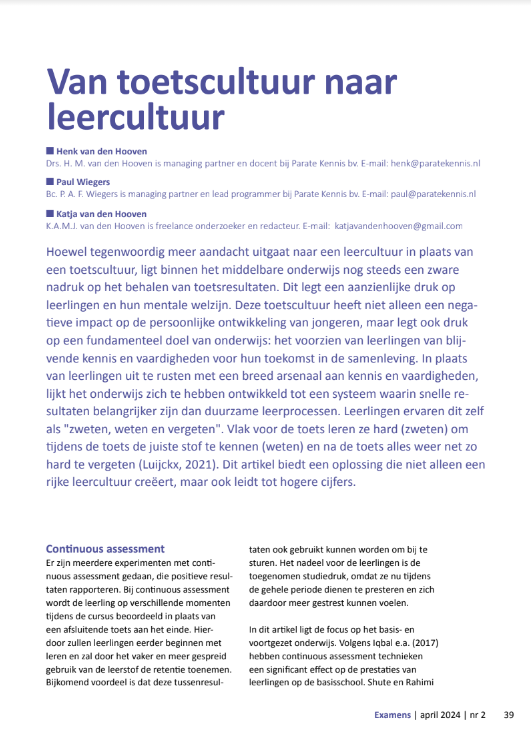 Van toetscultuur naar
leercultuur
Henk van den Hooven
Drs. H. M. van den Hooven is managing partner en docent bij Parate Kennis bv. E-mail: henk@paratekennis.nl
Paul Wiegers
Bc. P. A. F. Wiegers is managing partner en lead programmer bij Parate Kennis bv. E-mail: paul@paratekennis.nl
Katja van den Hooven
K.A.M.J. van den Hooven is freelance onderzoeker en redacteur. E-mail: katjavandenhooven@gmail.com
Hoewel tegenwoordig meer aandacht uitgaat naar een leercultuur in plaats van
een toetscultuur, ligt binnen het middelbare onderwijs nog steeds een zware
nadruk op het behalen van toetsresultaten. Dit legt een aanzienlijke druk op
leerlingen en hun mentale welzijn. Deze toetscultuur heeft niet alleen een nega-
tieve impact op de persoonlijke ontwikkeling van jongeren, maar legt ook druk
op een fundamenteel doel van onderwijs: het voorzien van leerlingen van blij-
vende kennis en vaardigheden voor hun toekomst in de samenleving. In plaats
van leerlingen uit te rusten met een breed arsenaal aan kennis en vaardigheden,
lijkt het onderwijs zich te hebben ontwikkeld tot een systeem waarin snelle re-
sultaten belangrijker zijn dan duurzame leerprocessen. Leerlingen ervaren dit zelf
als "zweten, weten en vergeten". Vlak voor de toets leren ze hard (zweten) om
tijdens de toets de juiste stof te kennen (weten) en na de toets alles weer net zo
hard te vergeten (Luijckx, 2021). Dit artikel biedt een oplossing die niet alleen een
rijke leercultuur creëert, maar ook leidt tot hogere cijfers.
Continuous assessment
Er zijn meerdere experimenten met conti-
nuous assessment gedaan, die positieve resul-
taten rapporteren. Bij continuous assessment
wordt de leerling op verschillende momenten
tijdens de cursus beoordeeld in plaats van
een afsluitende toets aan het einde. Hier-
door zullen leerlingen eerder beginnen met
leren en zal door het vaker en meer gespreid
gebruik van de leerstof de retentie toenemen.
Bijkomend voordeel is dat deze tussenresul-
taten ook gebruikt kunnen worden om bij te
sturen. Het nadeel voor de leerlingen is de
toegenomen studiedruk, omdat ze nu tijdens
de gehele periode dienen te presteren en zich
daardoor meer gestrest kunnen voelen.
In dit artikel ligt de focus op het basis- en
voortgezet onderwijs. Volgens Iqbal e.a. (2017)
hebben continuous assessment technieken
een significant effect op de prestaties van
leerlingen op de basisschool. Shute en Rahimi
Examens | april 2024 | nr 2 39